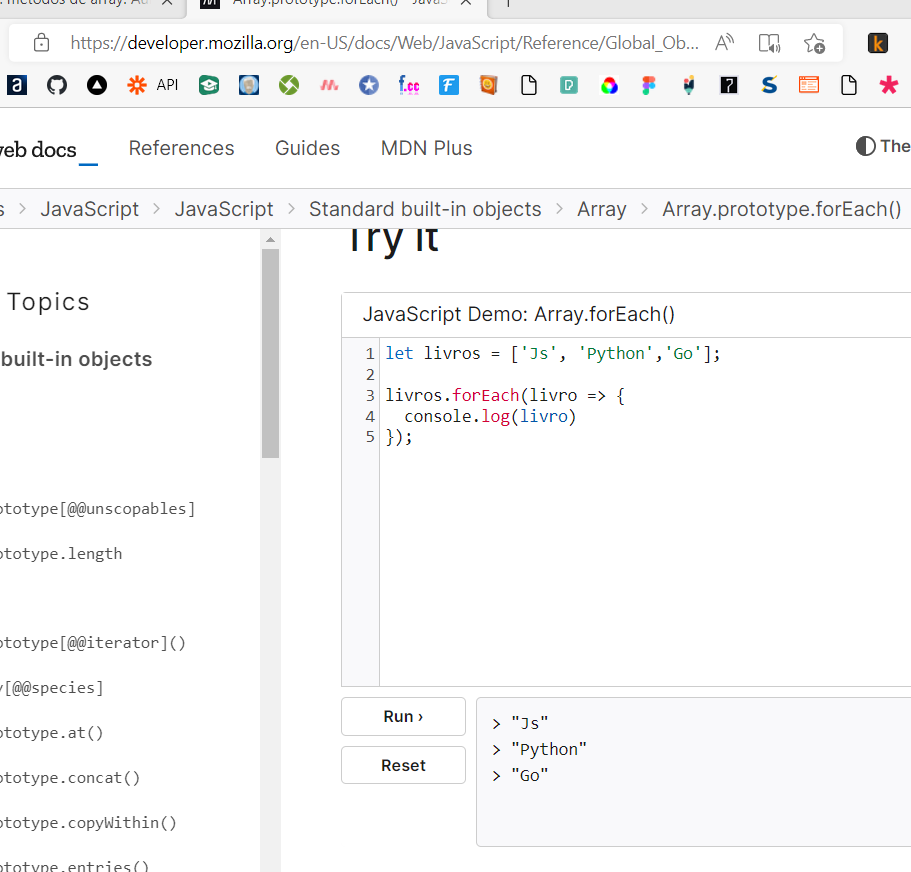 métodos de array: Au
Array.prototype.forEach() - JavaS
https://developer.mozilla.org/en-US/docs/Web/JavaScript/Reference/Global_Ob...
API
f.cc
web docs
References
Guides
MDN Plus
The
s > JavaScript > JavaScript > Standard built-in objects > Array > Array.prototype.forEach()
Try it
Topics
built-in objects
ototype[@@unscopables]
ototype.length
ototype[@@iterator]()
y[@@species]
ototype.at()
ototype.concat()
ototype.copyWithin()
ototype.entries()
JavaScript Demo: Array.forEach()
1 let livros = ['Js', 'Python','Go'];
2
3 livros.forEach(livro => {
4 console.log(livro)
5 });
Run ›
Reset
> "Js"
> "Python"
> "Go"